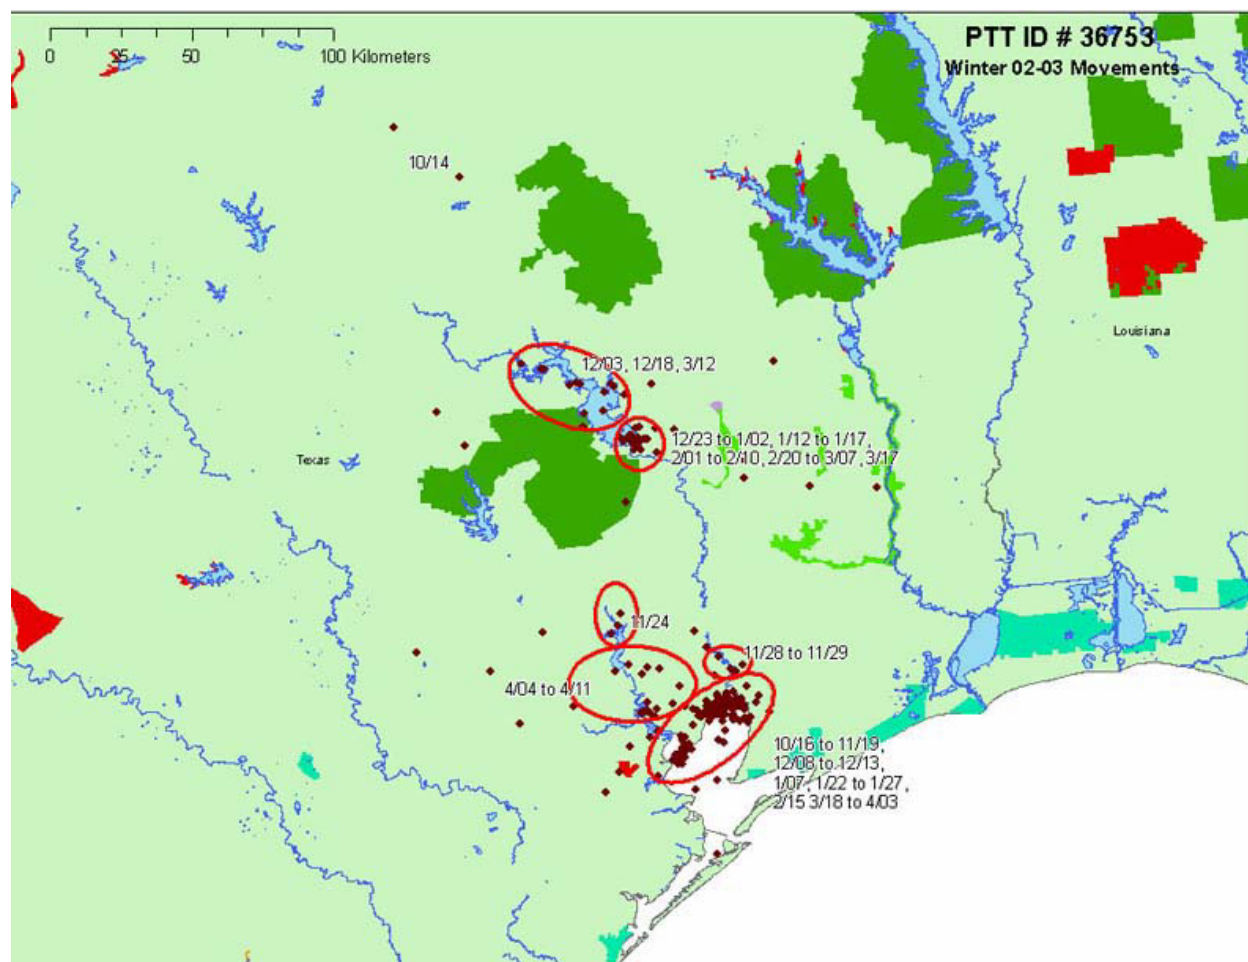 PTT ID # 36753
Winter 02-03 Movements
0 25 50 100 Kilometers
10/14
Louisiana
12/03, 12/18, 3/12
12/23 to 1/02, 1/12 to 1/17,
2/01 to 2/10, 2/20 to 3/07, 3/17
Texas
11/24
11/28 to 11/29
4/04 to 4/11
10/16 to 11/19,
12/08 to 12/13,
1/07, 1/22 to 1/27,
2/15 3/18 to 4/03